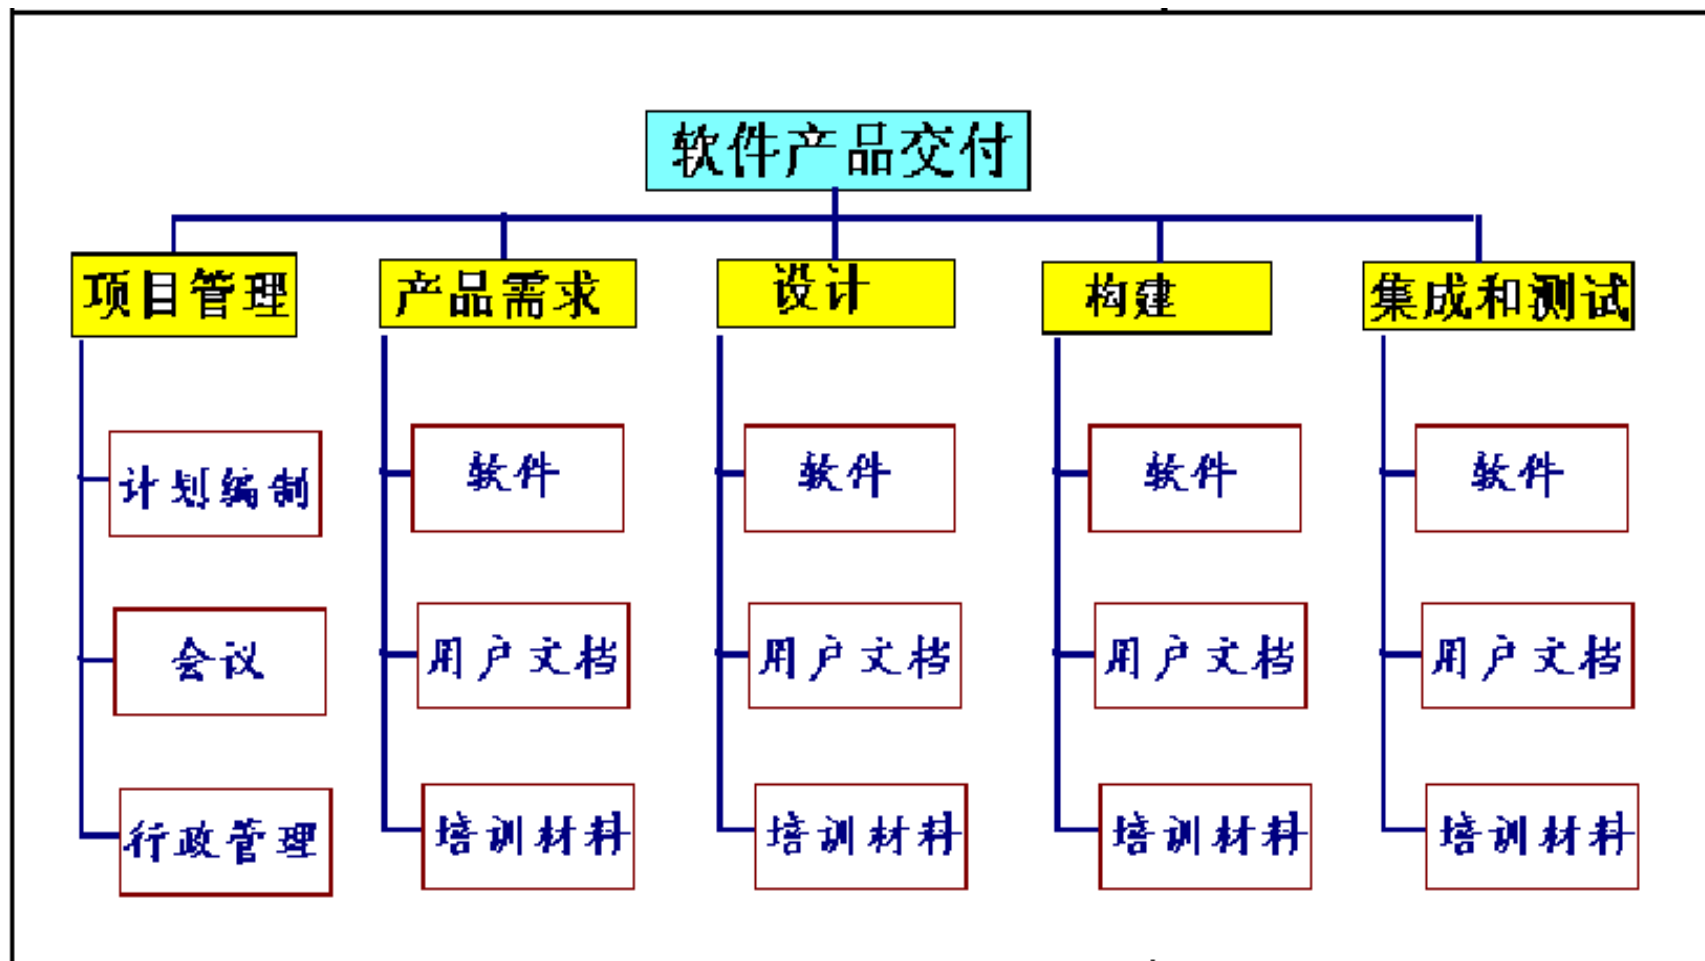 软件产品交付
项目管理
产品需求
设计
构建
集成和测试
计划编制
软件
软件
软件
软件
会议
用户文档
用户文档
用户文档
用户文档
行政管理
培训材料
培训材料
培训材料
培训材料